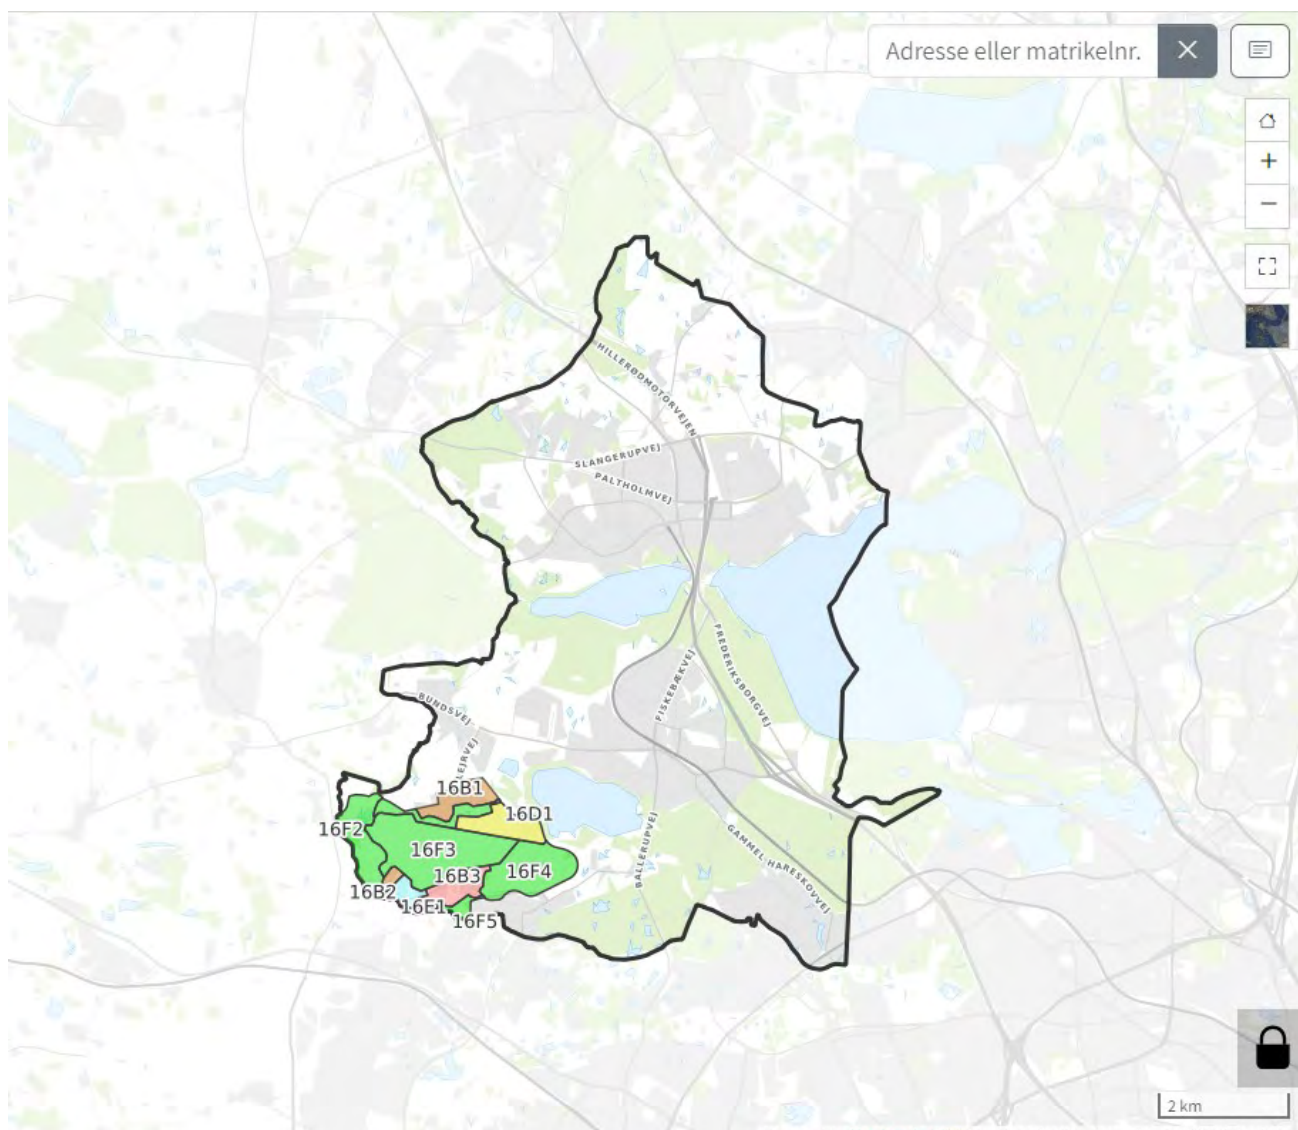 Adresse eller matrikelnr.
HILLERØDMOTORVEJEN
SLANGERUPVEJ
PALTHOLMVEJ
FREDERIKSBORGVEJ
FISKEBÆKVEJ
BUNDSVEJ
LEJRVEJ
16B1
16D1
16F2
16F3
16F4
16B3
16B2
16E1
16F5
BALLERUPVEJ
GAMMEL HARESKOVVEJ
2 km